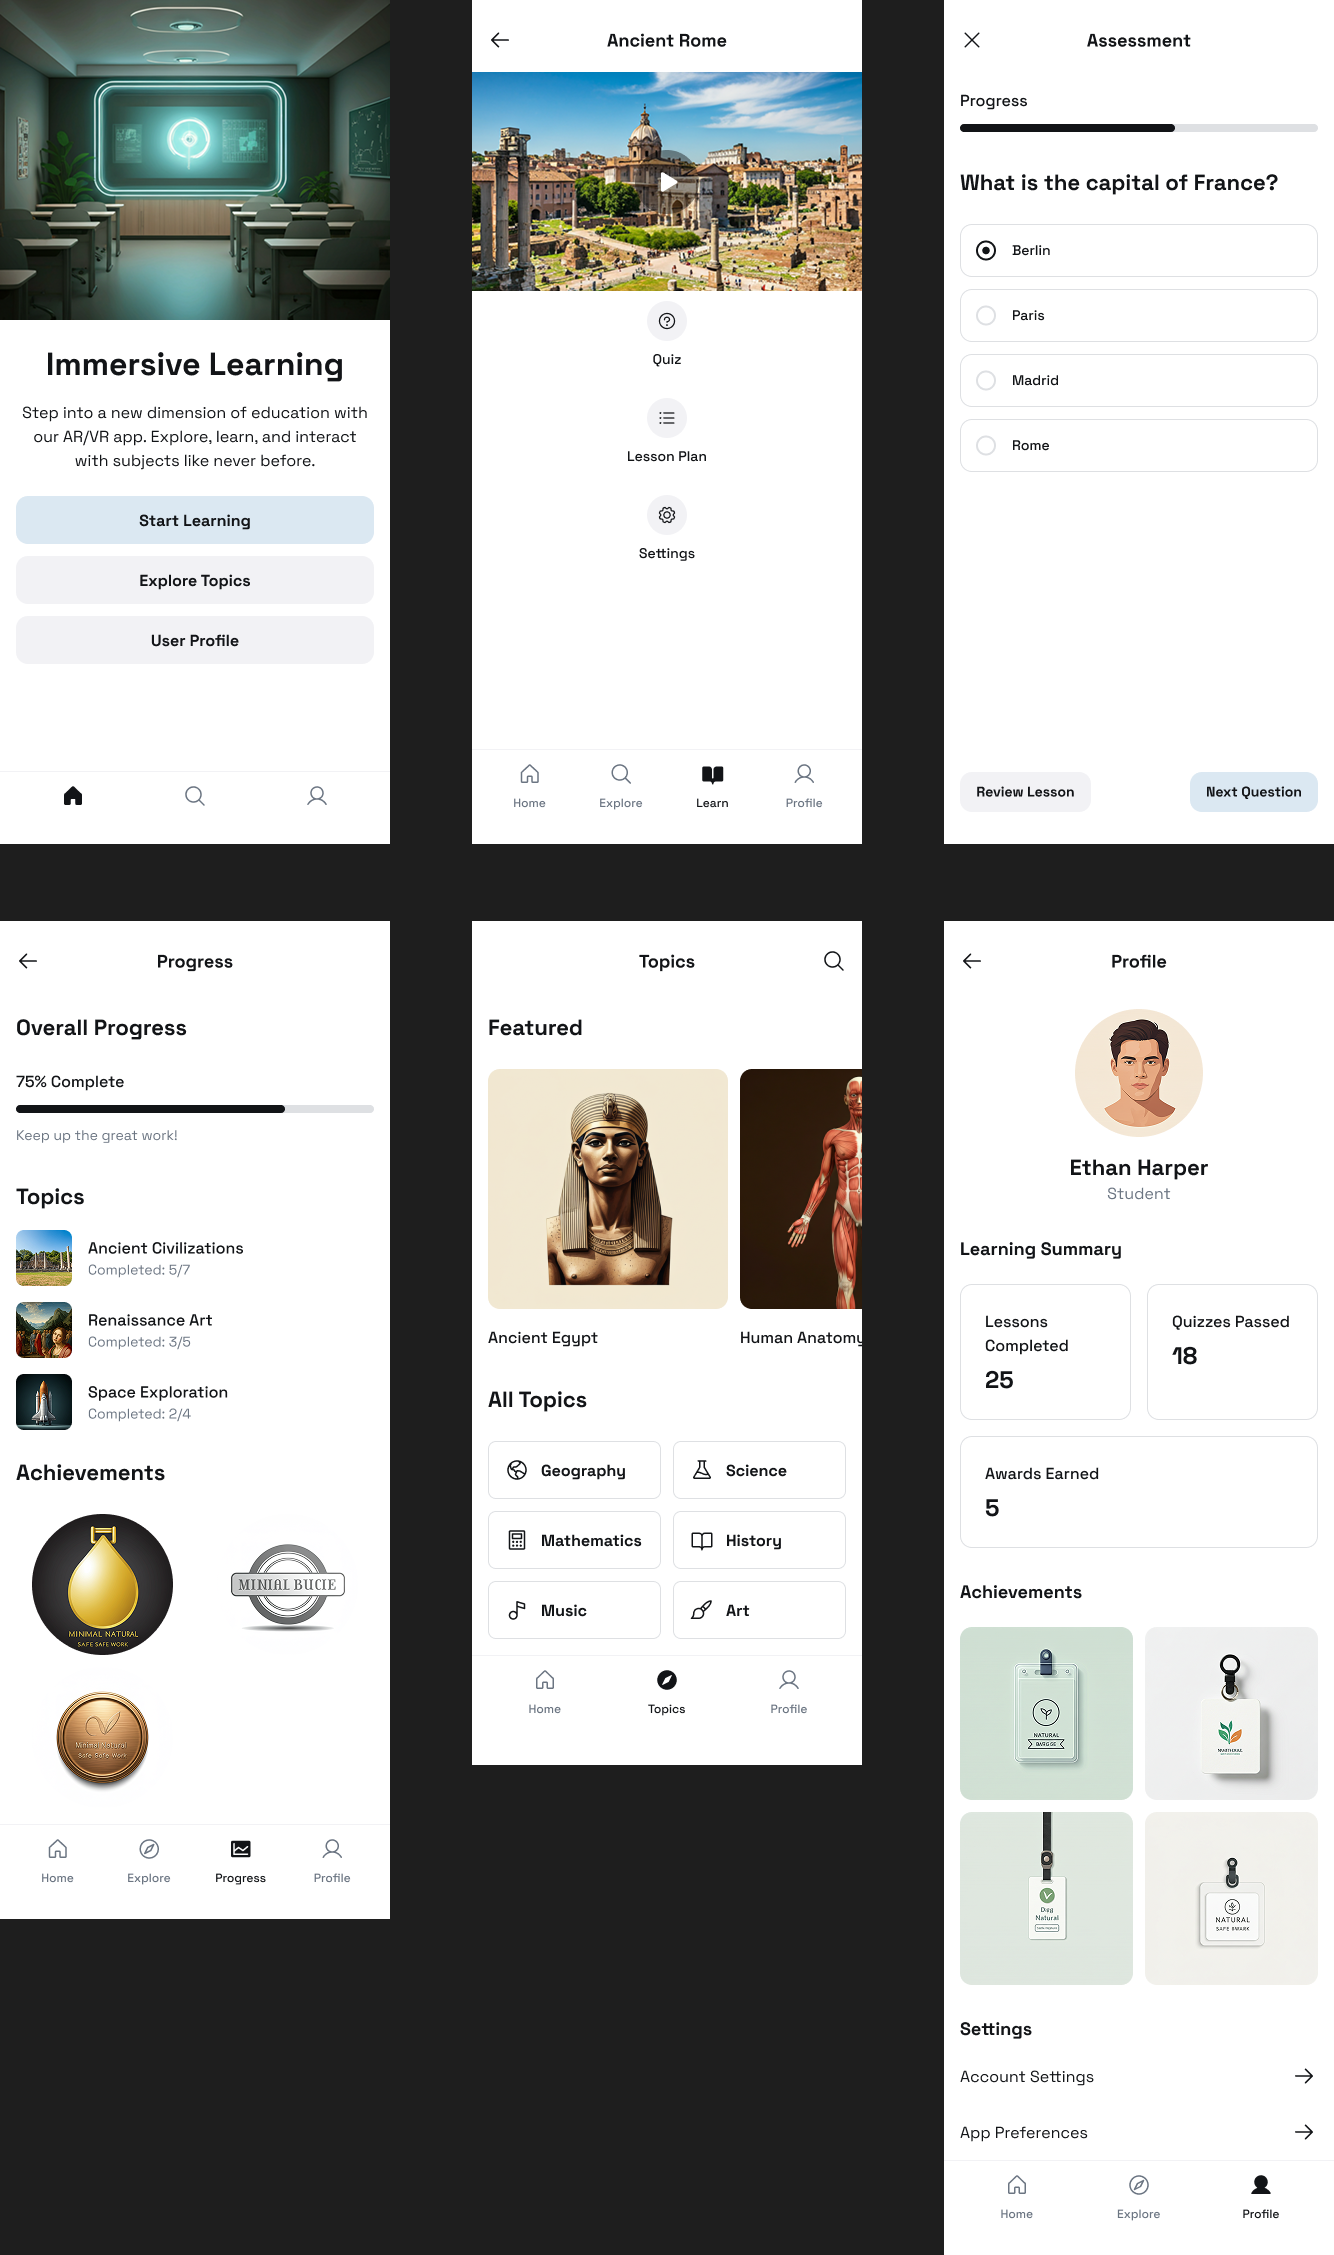 Immersive Learning
Step into a new dimension of education with
our AR/VR app. Explore, learn, and interact
with subjects like never before.
Start Learning
Explore Topics
User Profile
Ancient Rome
Quiz
Lesson Plan
Settings
Home
Explore
Learn
Profile
Assessment
Progress
What is the capital of France?
Berlin
Paris
Madrid
Rome
Review Lesson
Next Question
Progress
Overall Progress
75% Complete
Keep up the great work!
Topics
Ancient Civilizations
Completed: 5/7
Renaissance Art
Completed: 3/5
Space Exploration
Completed: 2/4
Achievements
MINIMAL NATURAL
SAFE SAFE WORK
MINIAL BUCIE
Minimal Natural
Safe Safe Work
Home
Explore
Progress
Profile
Topics
Featured
Ancient Egypt
Human Anatomy
All Topics
Geography
Science
Mathematics
History
Music
Art
Home
Topics
Profile
Profile
Ethan Harper
Student
Learning Summary
Lessons
Completed
25
Quizzes Passed
18
Awards Earned
5
Achievements
NATURAL
Natural
NATURAL
Settings
Account Settings
App Preferences
Home
Explore
Profile